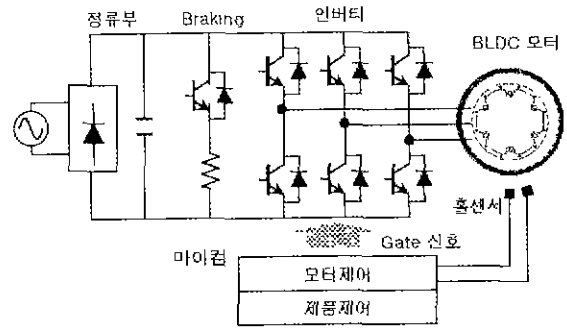 정류부
Braking
인버터
BLDC 모터
홀센서
Gate 신호
마이컴
모터제어
제품제어